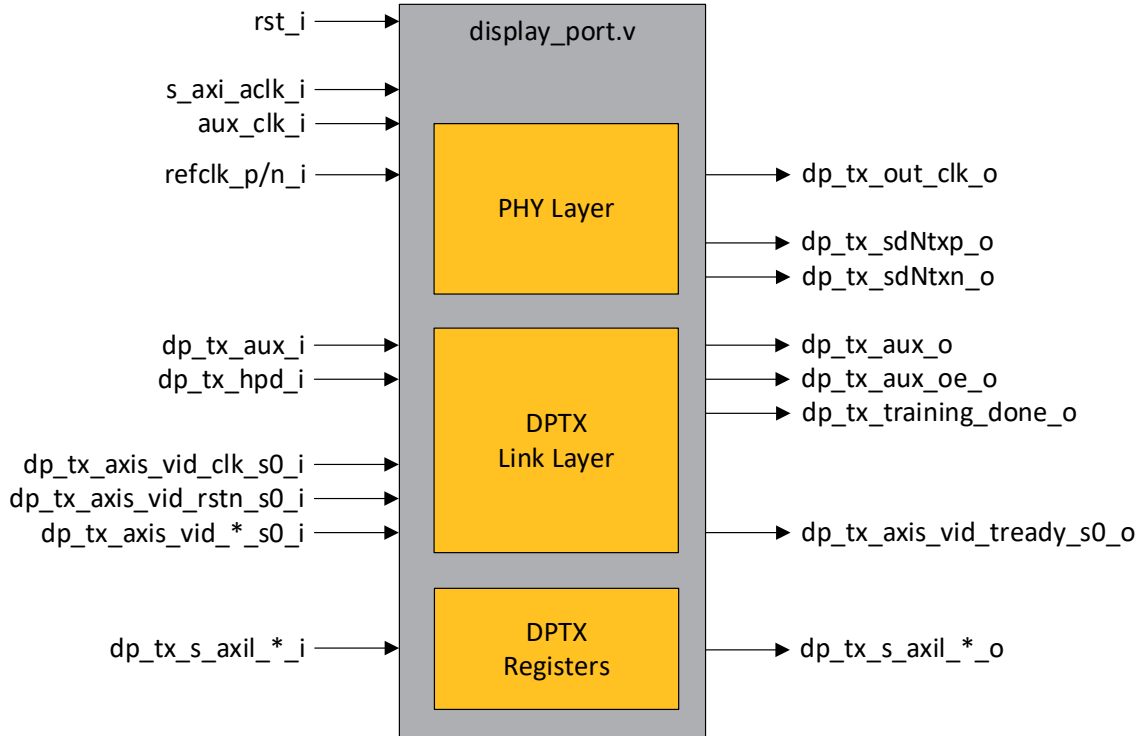 rst_i
display_port.v
s_axi_aclk_i
aux_clk_i
refclk_p/n_i
PHY Layer
dp_tx_out_clk_o
dp_tx_sdNtxp_o
dp_tx_sdNtxn_o
dp_tx_aux_i
dp_tx_hpd_i
DPTX
Link Layer
dp_tx_aux_o
dp_tx_aux_oe_o
dp_tx_training_done_o
dp_tx_axis_vid_clk_s0_i
dp_tx_axis_vid_rstn_s0_i
dp_tx_axis_vid_*_s0_i
dp_tx_axis_vid_tready_s0_o
dp_tx_s_axil_*_i
DPTX
Registers
dp_tx_s_axil_*_o